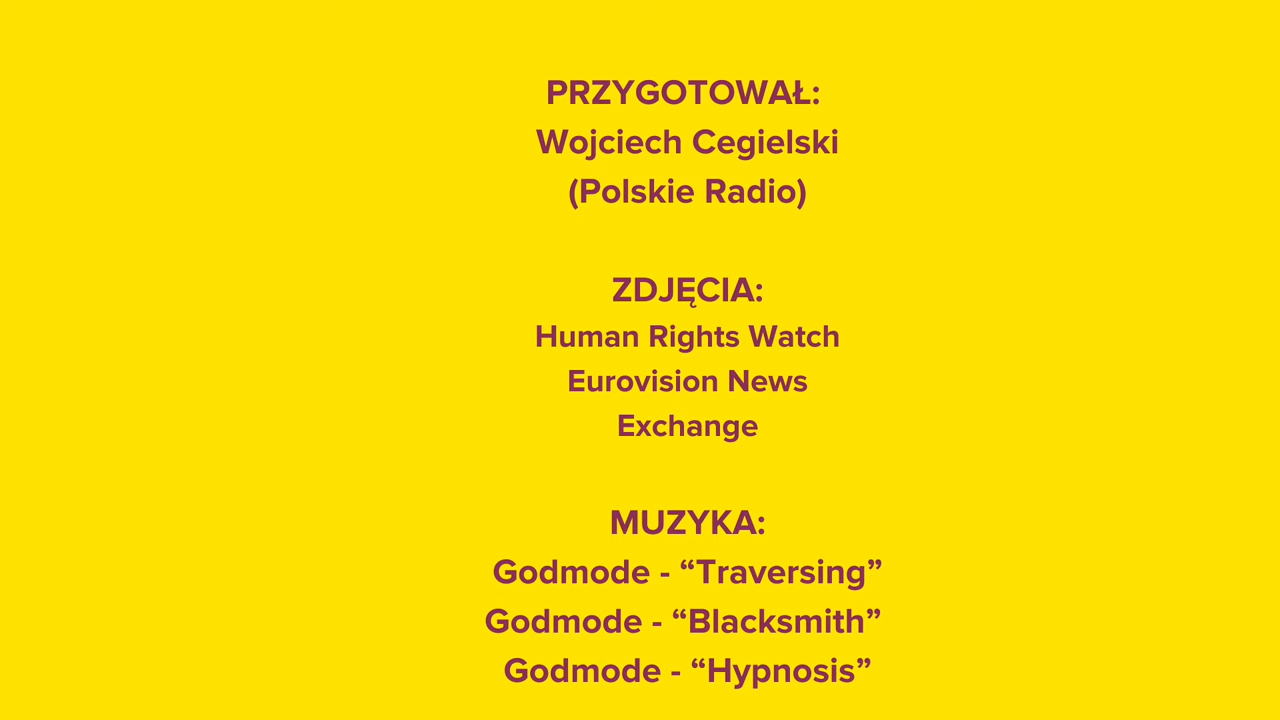 PRZYGOTOWAŁ:
Wojciech Cegielski
(Polskie Radio)
ZDJĘCIA:
Human Rights Watch
Eurovision News
Exchange
MUZYKA:
Godmode - “Traversing”
Godmode - “Blacksmith”
Godmode - “Hypnosis”